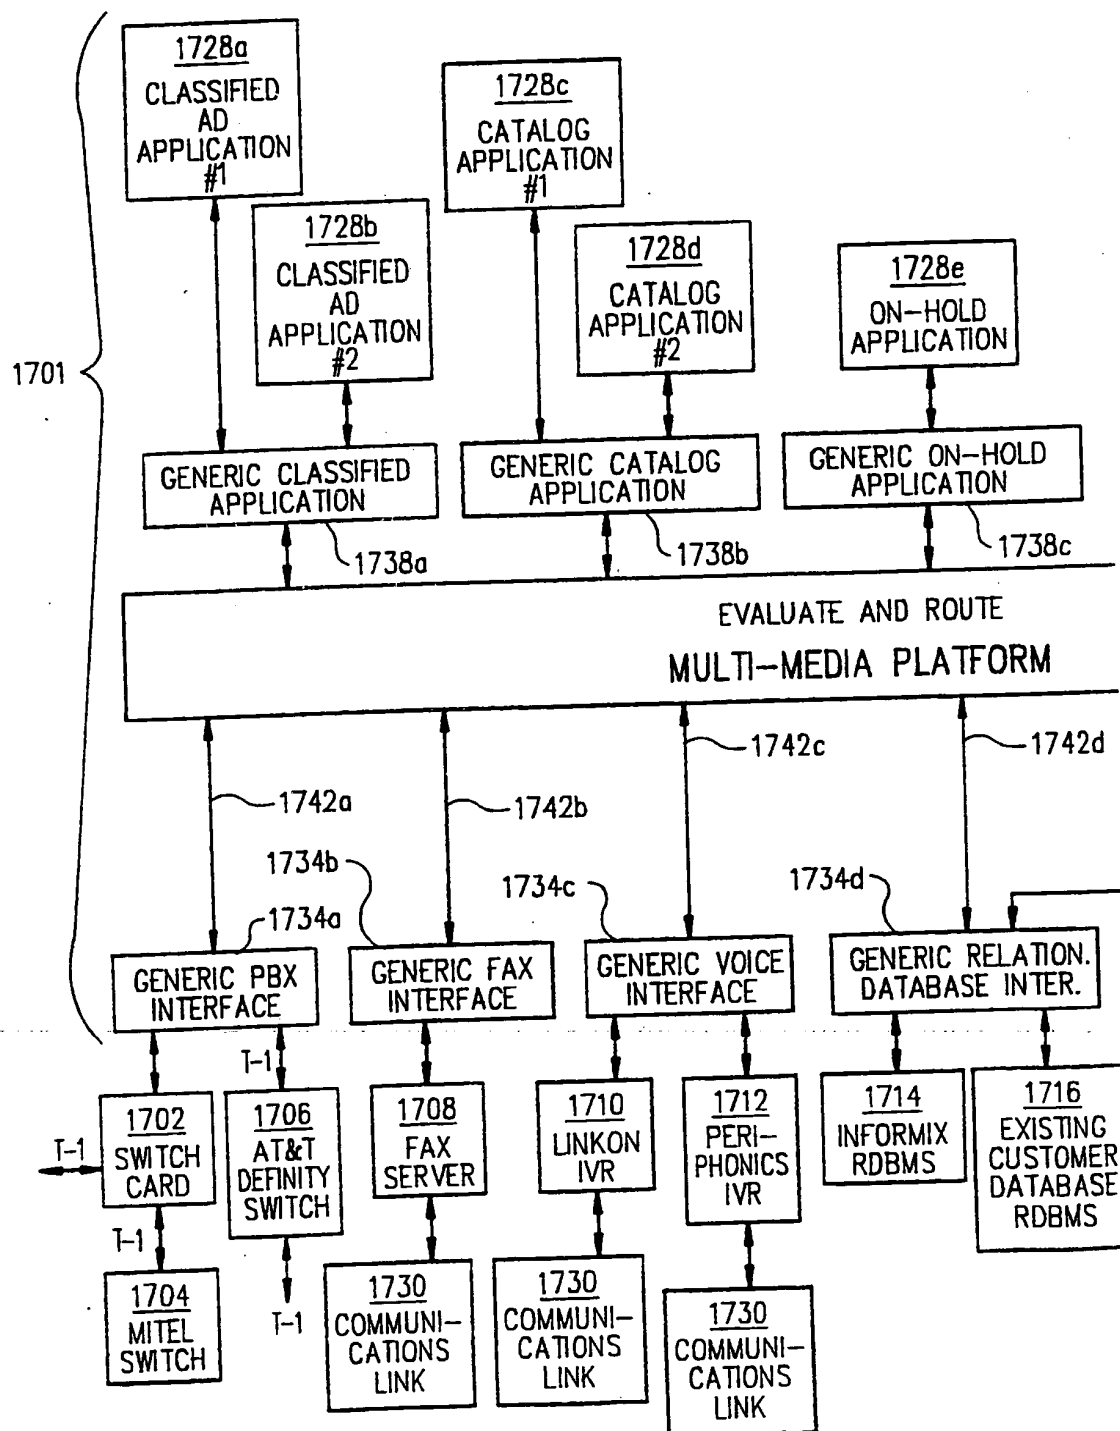 1728a
CLASSIFIED
AD
APPLICATION
#1
1728c
CATALOG
APPLICATION
#1
1728b
CLASSIFIED
AD
APPLICATION
#2
1728d
CATALOG
APPLICATION
#2
1728e
ON-HOLD
APPLICATION
1701
GENERIC CLASSIFIED
APPLICATION
GENERIC CATALOG
APPLICATION
GENERIC ON-HOLD
APPLICATION
1738a
1738b
1738c
EVALUATE AND ROUTE
MULTI-MEDIA PLATFORM
1742a
1742b
1742c
1742d
1734a
1734b
1734c
1734d
GENERIC PBX
INTERFACE
GENERIC FAX
INTERFACE
GENERIC VOICE
INTERFACE
GENERIC RELATION.
DATABASE INTER.
T-1
T-1
1702
SWITCH
CARD
1706
AT&T
DEFINITY
SWITCH
1708
FAX
SERVER
1710
LINKON
IVR
1712
PERI-
PHONICS
IVR
1714
INFORMIX
RDBMS
1716
EXISTING
CUSTOMER
DATABASE
RDBMS
T-1
T-1
1704
MITEL
SWITCH
1730
COMMUNI-
CATIONS
LINK
1730
COMMUNI-
CATIONS
LINK
1730
COMMUNI-
CATIONS
LINK